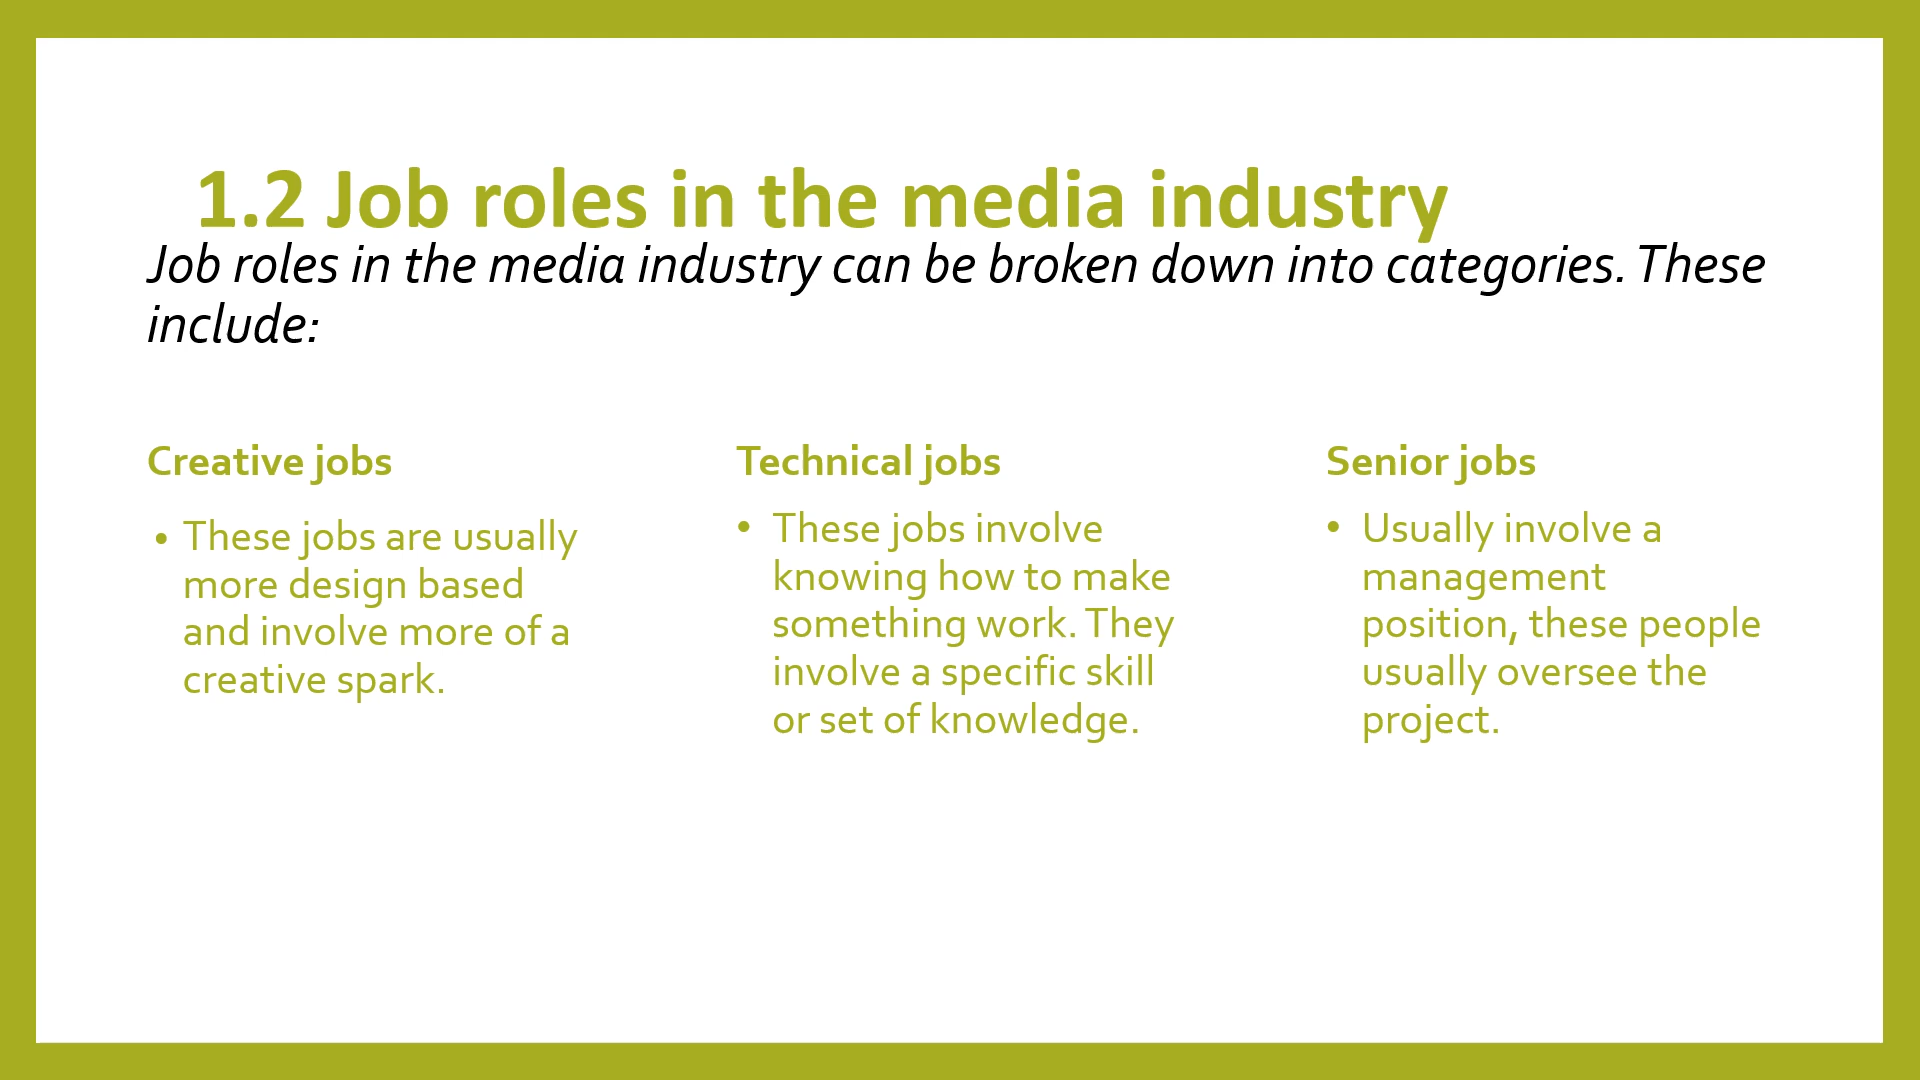 1.2 Job roles in the media industry
Job roles in the media industry can be broken down into categories. These
include:
Creative jobs
• These jobs are usually
more design based
and involve more of a
creative spark.
Technical jobs
• These jobs involve
knowing how to make
something work. They
involve a specific skill
or set of knowledge.
Senior jobs
• Usually involve a
management
position, these people
usually oversee the
project.